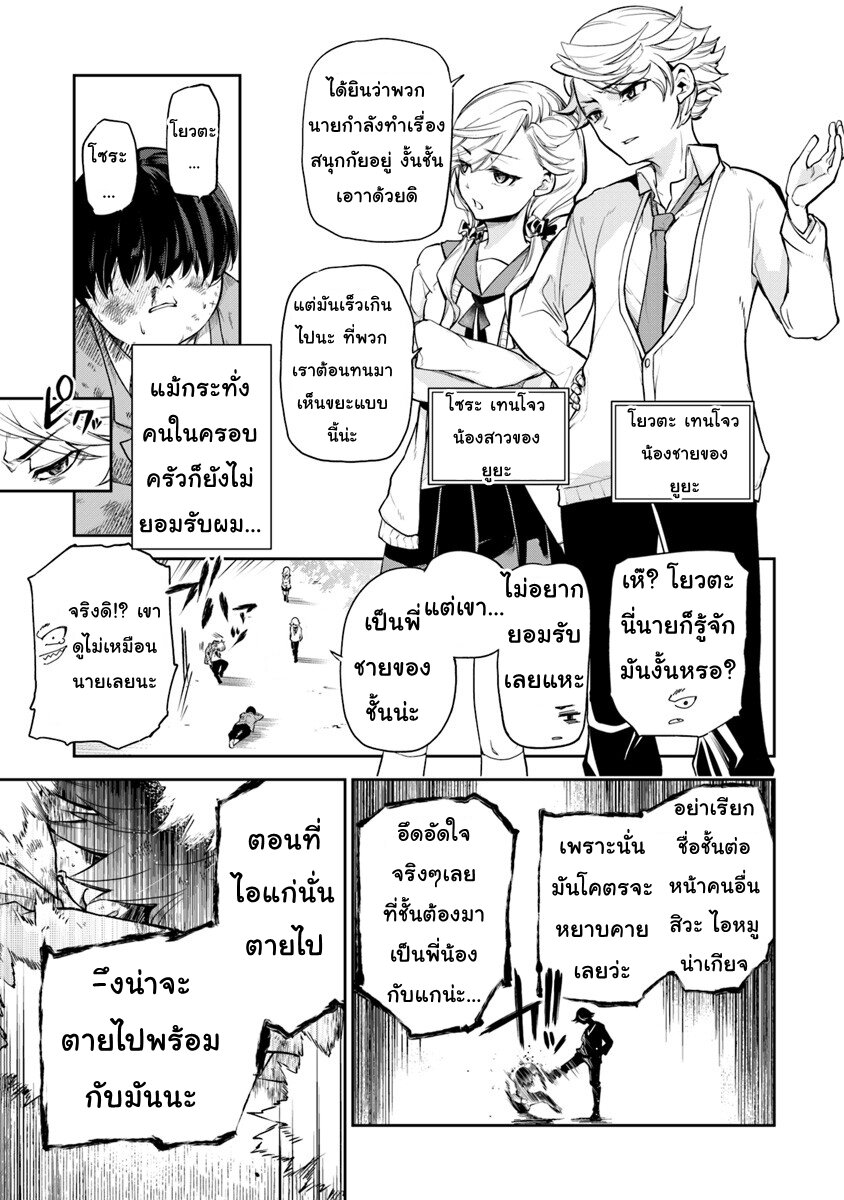 ได้ยินว่าพวก
นายกำลังทำเรื่อง
สนุกกัยอยู่ งั้นชั้น
เอาาด้วยดิ
แต่มันเร็วเกิน
ไปนะ ที่พวก
เราต้อนทนมา
เห็นขยะแบบ
นี้น่ะ
โยวตะ เทนโจว
น้องชายของ
ยูยะ
โซระ เทนโจว
น้องสาวของ
ยูยะ
โยวตะ
...
โซระ
...
แม้กระทั่ง
คนในครอบ
ครัวก็ยังไม่
ยอมรับผม...
ピクッ
เห๊? โยวตะ
นี่นายก็รู้จัก
มันงั้นหรอ?
ไม่อยาก
ยอมรับ
เลยแหะ
แต่เขา...
เป็นพี่
ชายของ
ชั้นน่ะ
จริงดิ!? เขา
ดูไม่เหมือน
นายเลยนะ
อย่าเรียก
ชื่อชั้นต่อ
หน้าคนอื่น
สิวะ ไอหมู
น่าเกียจ
เพราะนั่น
มันโคตรจะ
หยาบคาย
เลยว่ะ
อึดอัดใจ
จริงๆเลย
ที่ชั้นต้องมา
เป็นพี่น้อง
กับแกน่ะ...
ตอนที่
ไอแก่นั่น
ตายไป
ึงน่าจะ
ตายไปพร้อม
กับมันนะ